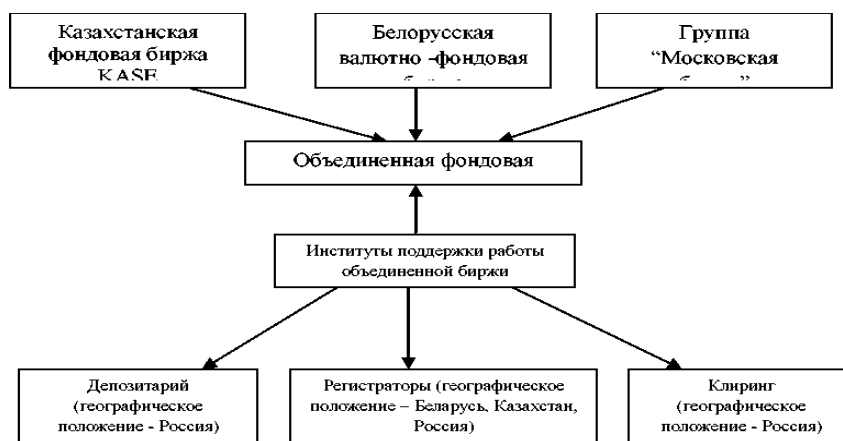 Казахстанская
фондовая биржа
KASE
Белорусская
валютно -фондовая
Группа
“Московская
Объединенная фондовая
Институты поддержки работы
объединенной биржи
Депозитарий
(географическое
положение - Россия)
Регистраторы (географическое
положение – Беларусь, Казахстан,
Россия)
Клиринг (географическое
положение - Россия)